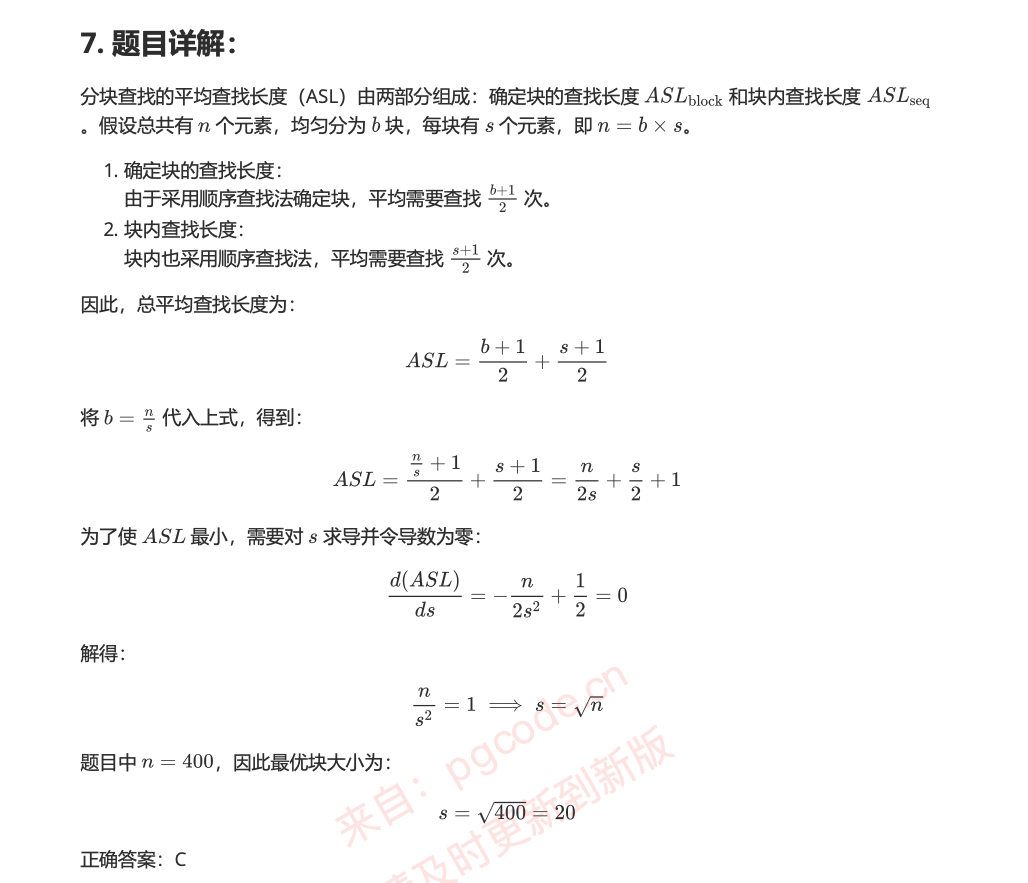 7. 题目详解：
分块查找的平均查找长度（ASL）由两部分组成：确定块的查找长度 ASL_block 和块内查找长度 ASL_seq
。假设总共有 n 个元素，均匀分为 b 块，每块有 s 个元素，即 n = b × s。
1. 确定块的查找长度：
由于采用顺序查找法确定块，平均需要查找 \frac{b+1}{2} 次。
2. 块内查找长度：
块内也采用顺序查找法，平均需要查找 \frac{s+1}{2} 次。
因此，总平均查找长度为：
ASL = \frac{b+1}{2} + \frac{s+1}{2}
将 b = \frac{n}{s} 代入上式，得到：
ASL = \frac{\frac{n}{s}+1}{2} + \frac{s+1}{2} = \frac{n}{2s} + \frac{s}{2} + 1
为了使 ASL 最小，需要对 s 求导并令导数为零：
\frac{d(ASL)}{ds} = -\frac{n}{2s^2} + \frac{1}{2} = 0
解得：
\frac{n}{s^2} = 1 ⟹ s = \sqrt{n}
题目中 n = 400，因此最优块大小为：
s = \sqrt{400} = 20
正确答案：C
来自：pgcode.cn
请及时更新到新版